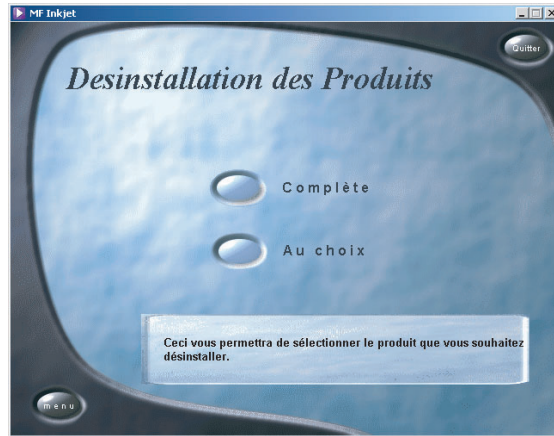 MF Inkjet
Quitter
Desinstallation des Produits
Complète
Au choix
Ceci vous permettra de sélectionner le produit que vous souhaitez
désinstaller.
menu